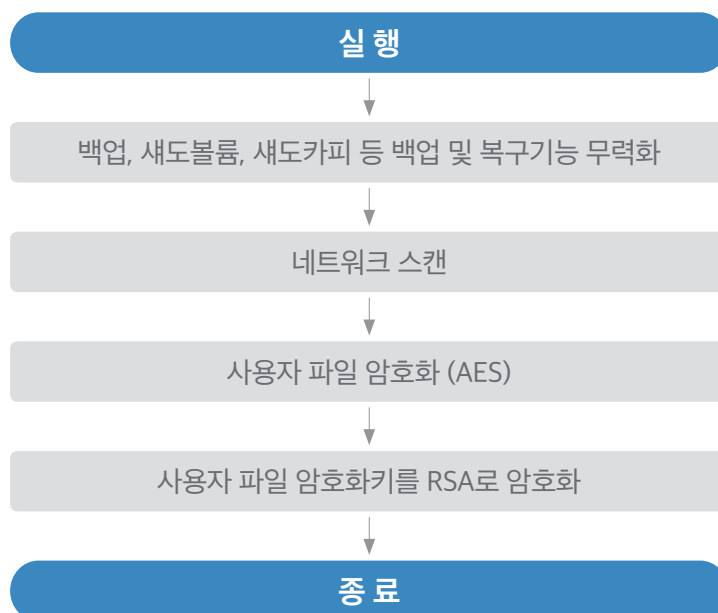 실 행
백업, 섀도볼륨, 섀도카피 등 백업 및 복구기능 무력화
네트워크 스캔
사용자 파일 암호화 (AES)
사용자 파일 암호화키를 RSA로 암호화
종 료